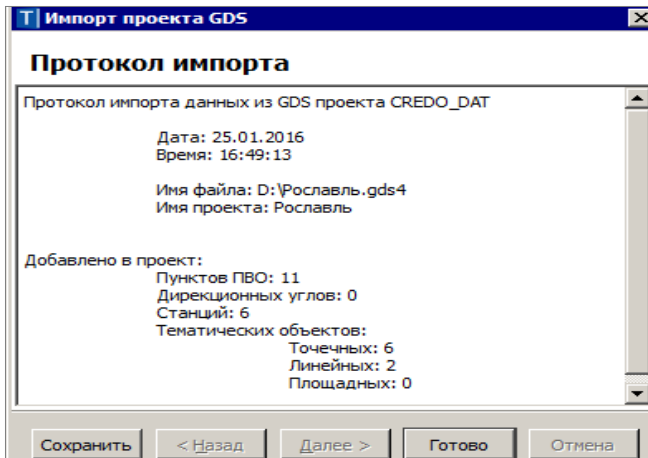 Импорт проекта GDS
Протокол импорта
Протокол импорта данных из GDS проекта CREDO_DAT
Дата: 25.01.2016
Время: 16:49:13
Имя файла: D:\Рославль.gds4
Имя проекта: Рославль
Добавлено в проект:
Пунктов ПВО: 11
Дирекционных углов: 0
Станций: 6
Тематических объектов:
Точечных: 6
Линейных: 2
Площадных: 0
Сохранить < Назад Далее > Готово Отмена